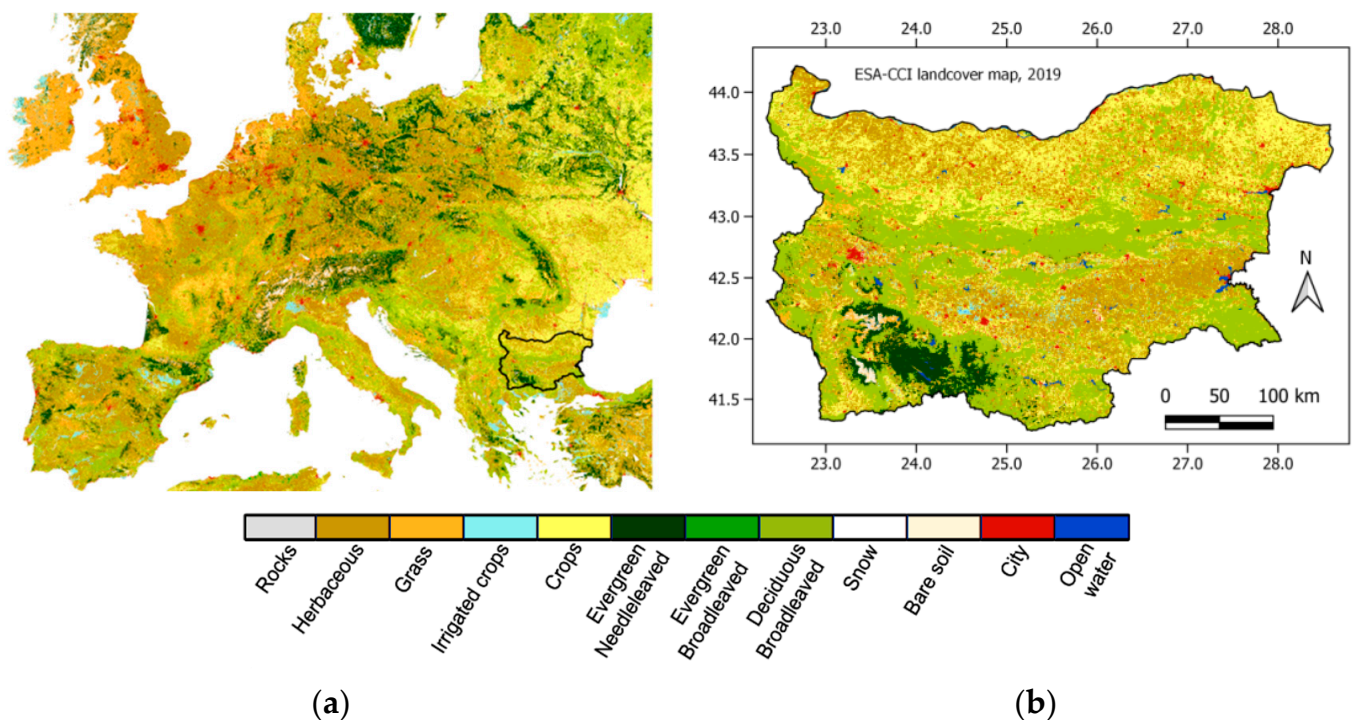 23.0 24.0 25.0 26.0 27.0 28.0
ESA-CCI landcover map, 2019
44.0
43.5
43.0
42.5
42.0
41.5
N
0 50 100 km
23.0 24.0 25.0 26.0 27.0 28.0
Rocks
Herbaceous
Grass
Irrigated crops
Crops
Evergreen
Needleleaved
Evergreen
Broadleaved
Deciduous
Broadleaved
Snow
Bare soil
City
Open
water
(a)
(b)